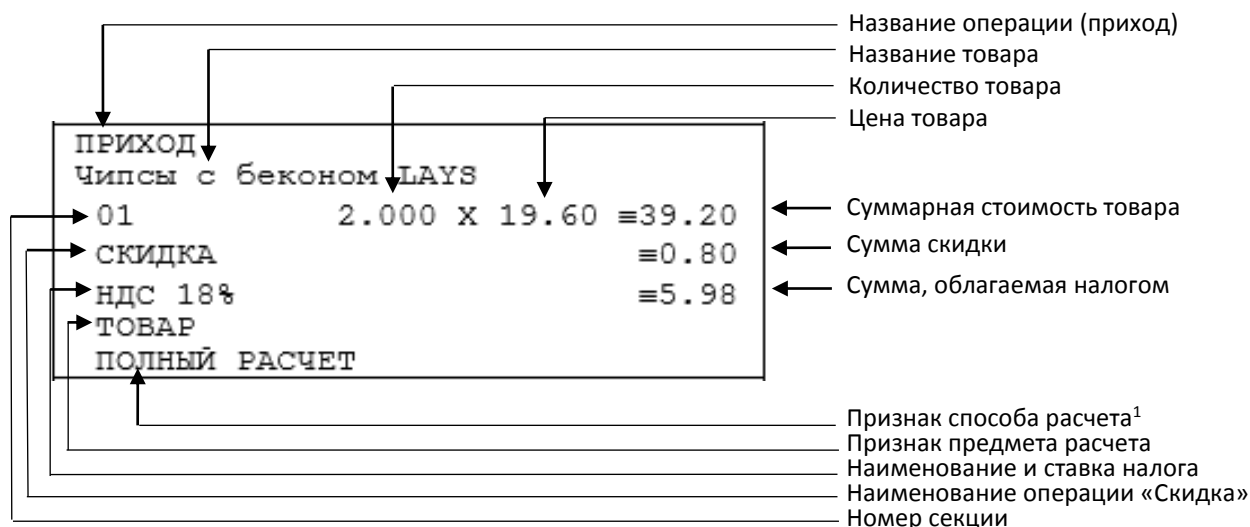 Название операции (приход)
Название товара
Количество товара
Цена товара
ПРИХОД
Чипсы с беконом LAYS
01 2.000 X 19.60 ≡39.20
Суммарная стоимость товара
СКИДКА ≡0.80
Сумма скидки
НДС 18% ≡5.98
Сумма, облагаемая налогом
ТОВАР
ПОЛНЫЙ РАСЧЕТ
Признак способа расчета¹
Признак предмета расчета
Наименование и ставка налога
Наименование операции «Скидка»
Номер секции